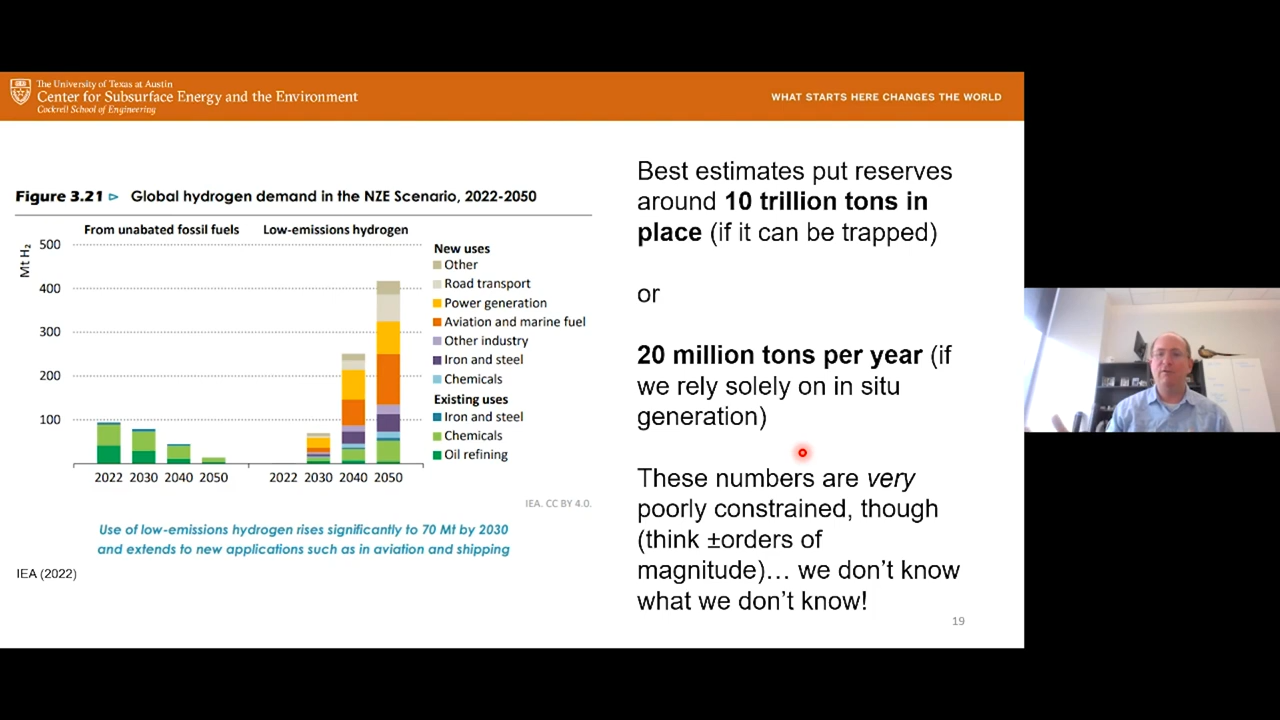 The University of Texas at Austin
Center for Subsurface Energy and the Environment
Cockrell School of Engineering
WHAT STARTS HERE CHANGES THE WORLD
Figure 3.21 ▻ Global hydrogen demand in the NZE Scenario, 2022-2050
From unabated fossil fuels
Low-emissions hydrogen
Mt H₂
500
400
300
200
100
2022 2030 2040 2050
2022 2030 2040 2050
New uses
Other
Road transport
Power generation
Aviation and marine fuel
Other industry
Iron and steel
Chemicals
Existing uses
Iron and steel
Chemicals
Oil refining
IEA. CC BY 4.0.
Use of low-emissions hydrogen rises significantly to 70 Mt by 2030
and extends to new applications such as in aviation and shipping
IEA (2022)
Best estimates put reserves
around 10 trillion tons in
place (if it can be trapped)
or
20 million tons per year (if
we rely solely on in situ
generation)
These numbers are very
poorly constrained, though
(think ±orders of
magnitude)… we don’t know
what we don’t know!
19